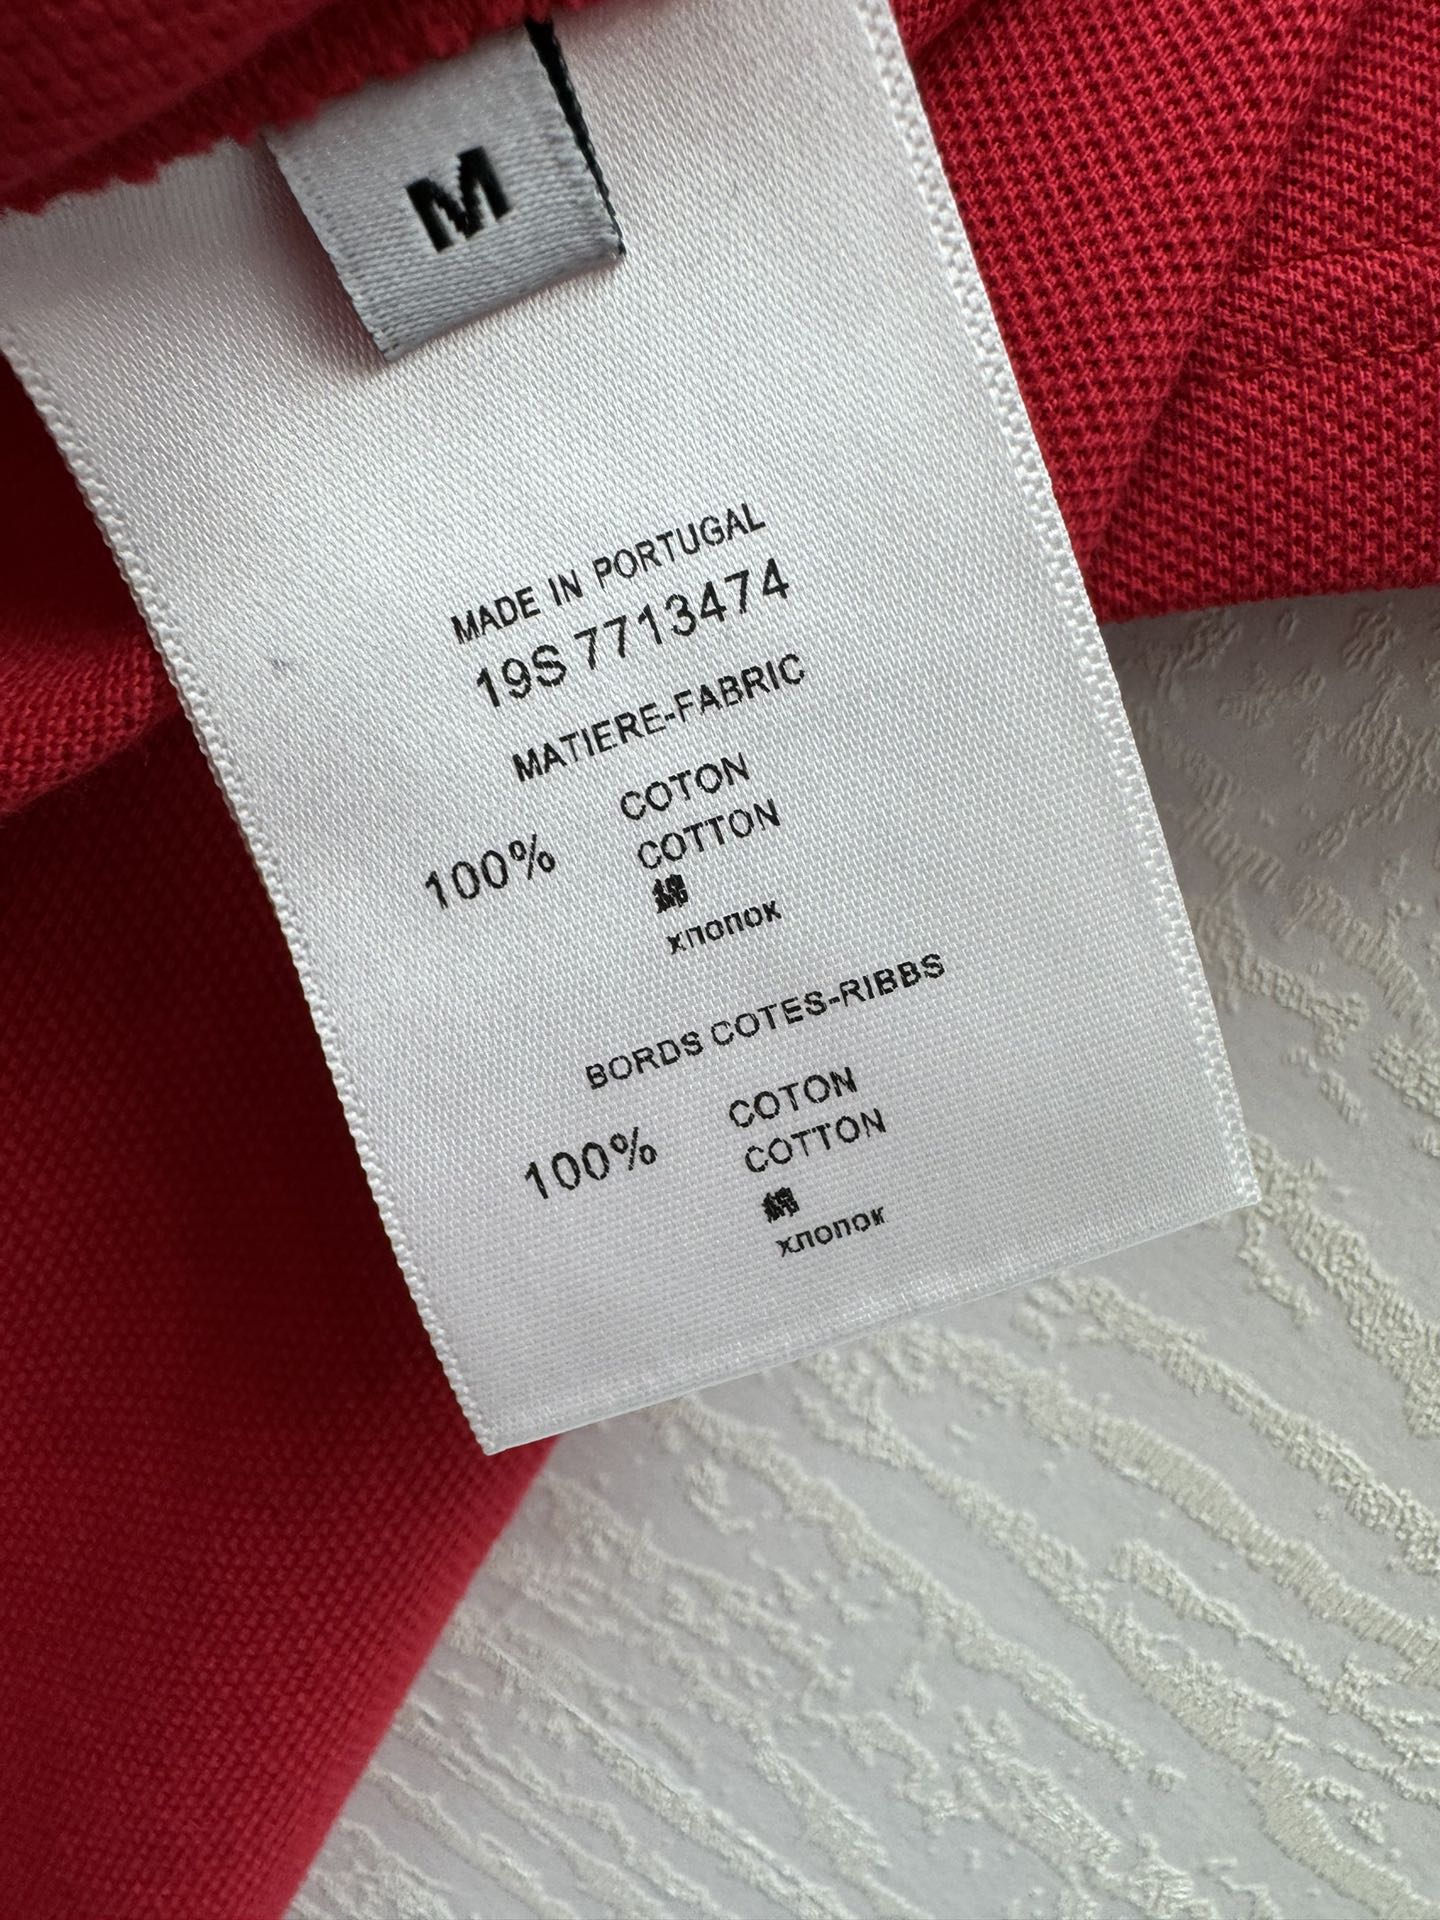 M
MADE IN PORTUGAL
19S 7713474
MATIERE-FABRIC
COTON
100% COTTON
綿
хлопок
BORDS COTES-RIBBS
COTON
100% COTTON
綿
хлопок